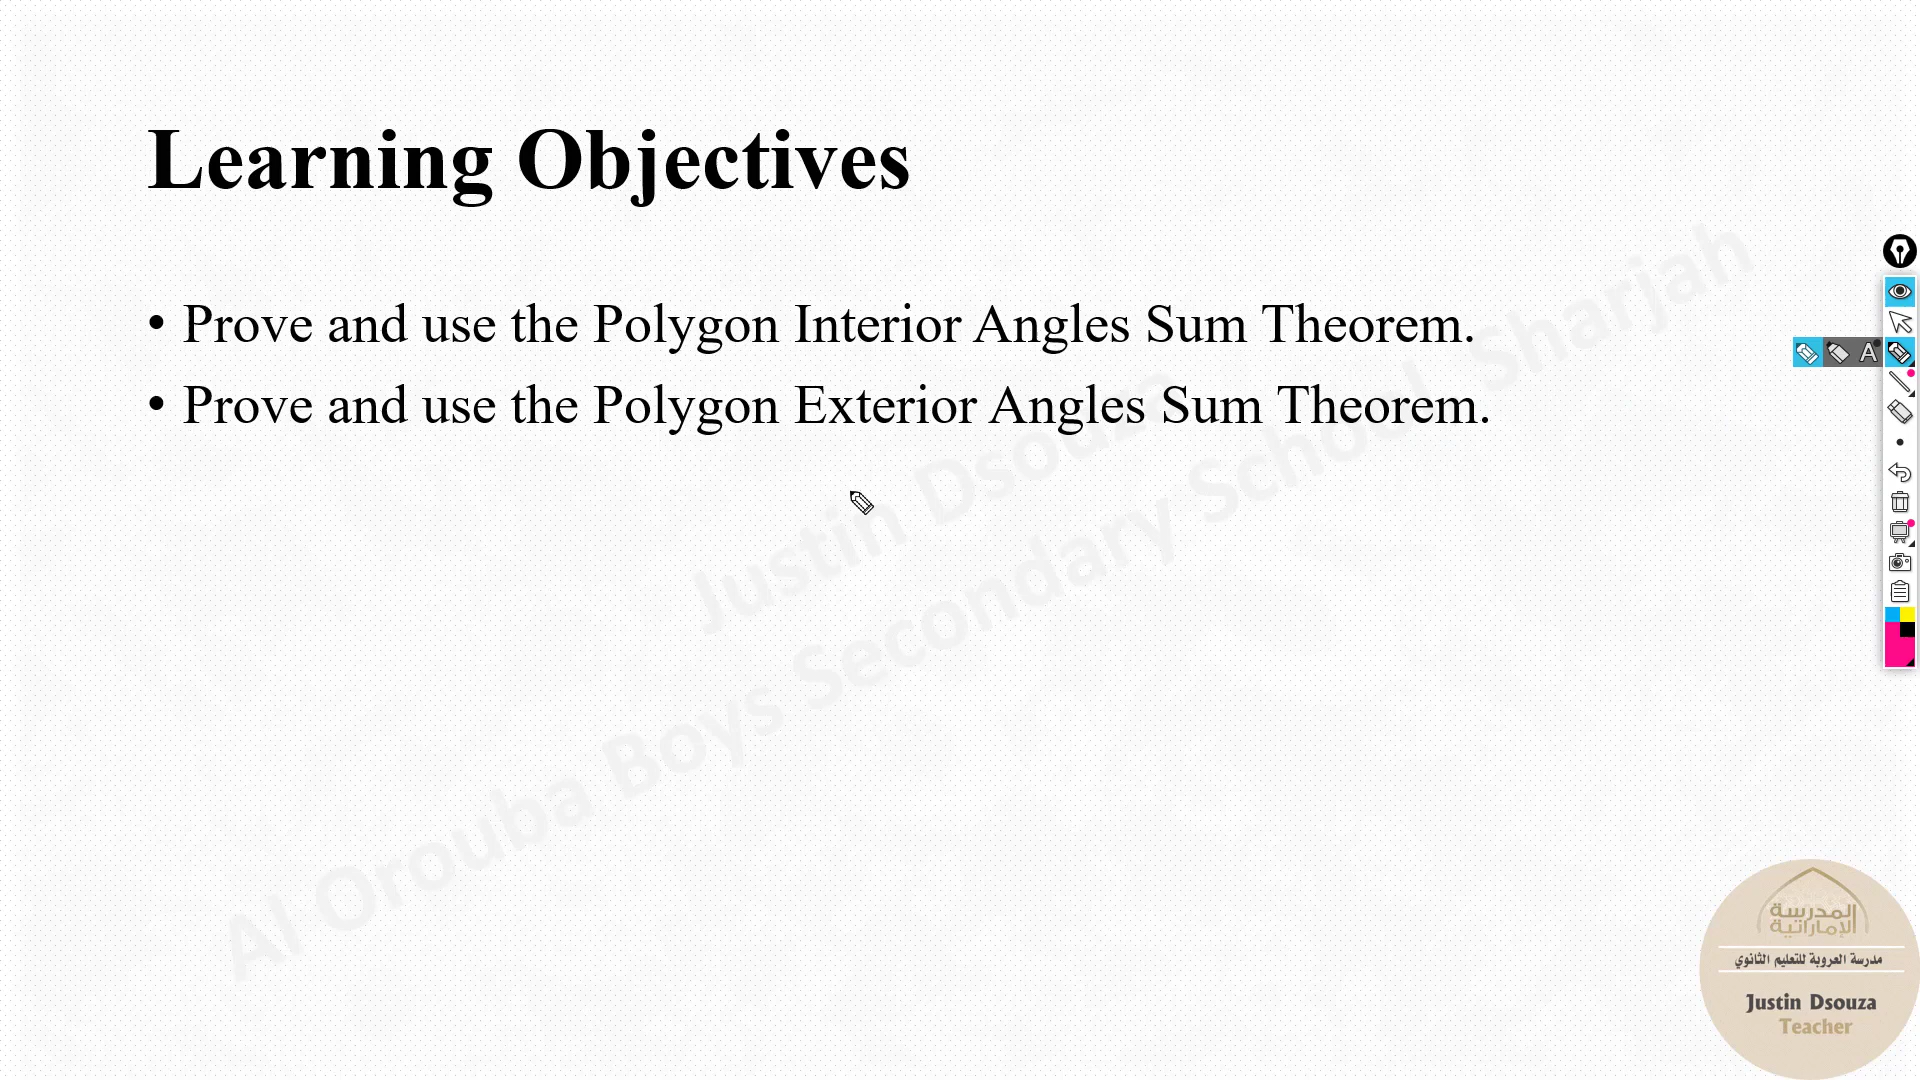 Learning Objectives
• Prove and use the Polygon Interior Angles Sum Theorem.
• Prove and use the Polygon Exterior Angles Sum Theorem.
Justin Dsouza
Al Orouba Boys Secondary School, Sharjah
A
المدرسة
الإماراتية
مدرسة العروبة للتعليم الثانوي
Justin Dsouza
Teacher